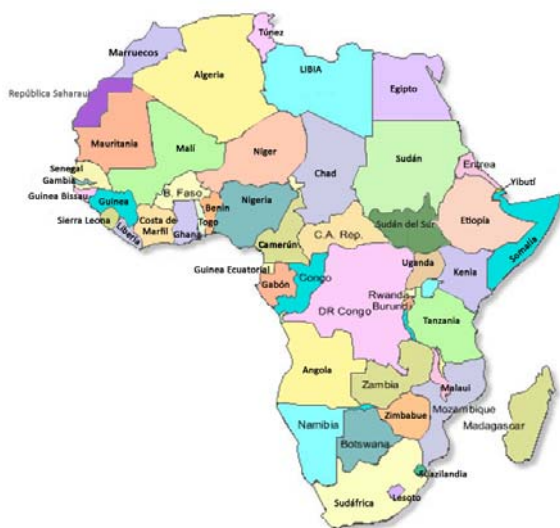 Túnez
Marruecos
Algeria
LIBIA
Egipto
República Saharaui
Mauritania
Malí
Niger
Chad
Sudán
Eritrea
Senegal
Gambia
Guinea Bissau
Guinea
Sierra Leona
Liberia
Costa de
Marfil
B. Faso
Ghana
Togo
Benin
Nigeria
Yibutí
Etiopía
Somalia
Camerún
C.A. Rep.
Sudán del Sur
Guinea Ecuatorial
Gabón
Congo
DR Congo
Uganda
Kenia
Rwanda
Burundi
Tanzania
Angola
Zambia
Malaui
Mozambique
Madagascar
Zimbabue
Namibia
Botswana
Suazilandia
Sudáfrica
Lesoto